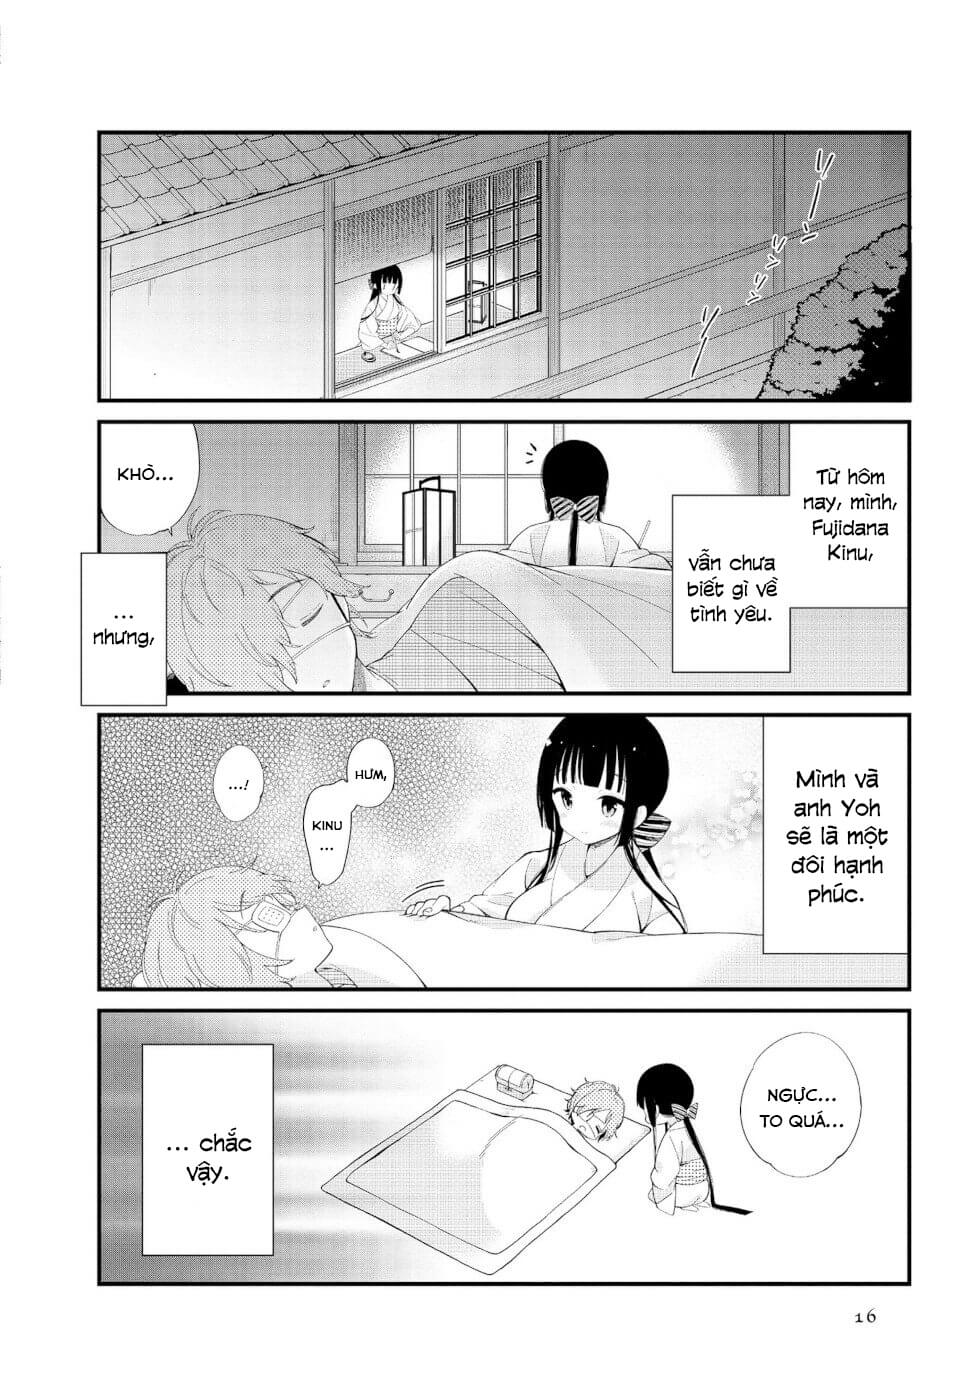 Từ hôm
nay, mình,
Fujidana
Kinu,
vẫn chưa
biết gì về
tình yêu.
KHÒ...
...
nhưng,
Mình và
anh Yoh
sẽ là một
đôi hạnh
phúc.
HƯM,
KINU
...
...!
NGỰC...
TO QUÁ...
... chắc
vậy.
16